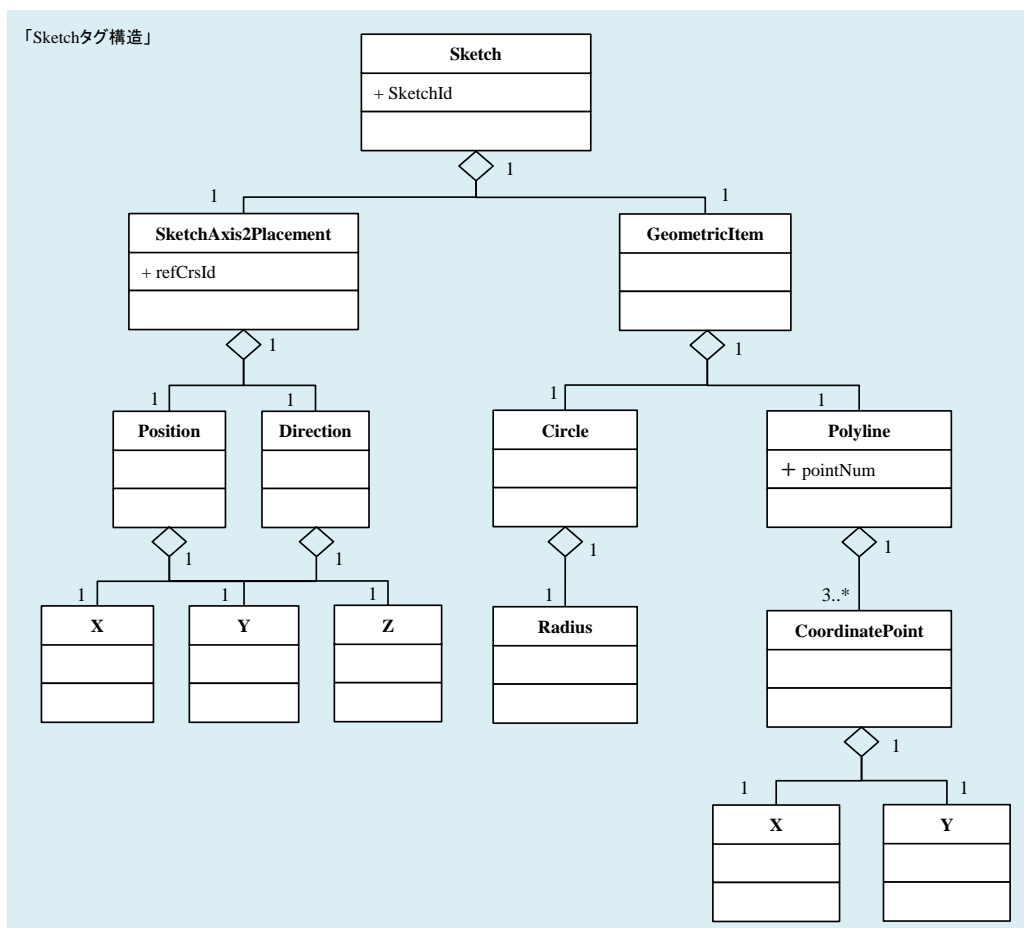 「Sketchタグ構造」
Sketch
+ SketchId
1
1
1
SketchAxis2Placement
+ refCrsId
GeometricItem
1
1
1
1
1
1
Position
Direction
Circle
Polyline
+ pointNum
1
1
1
1
1
1
1
1
3..*
X
Y
Z
Radius
CoordinatePoint
1
1
1
X
Y